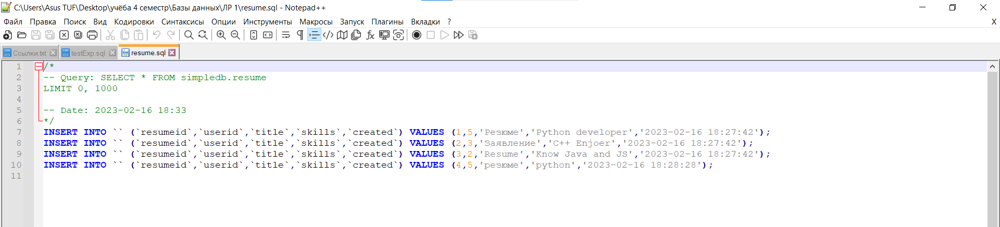 C:\Users\Asus TUF\Desktop\учёба 4 семестр\Базы данных\ЛР 1\resume.sql - Notepad++
Файл Правка Поиск Вид Кодировки Синтаксисы Опции Инструменты Макросы Запуск Плагины Вкладки ? X
Ссылки.txt testExp.sql resume.sql
1 /*
2 -- Query: SELECT * FROM simpledb.resume
3 LIMIT 0, 1000
4
5 -- Date: 2023-02-16 18:33
6 */
7 INSERT INTO `` (`resumeid`,`userid`,`title`,`skills`,`created`) VALUES (1,5,'Резюме','Python developer','2023-02-16 18:27:42');
8 INSERT INTO `` (`resumeid`,`userid`,`title`,`skills`,`created`) VALUES (2,3,'Заявление','C++ Enjoer','2023-02-16 18:27:42');
9 INSERT INTO `` (`resumeid`,`userid`,`title`,`skills`,`created`) VALUES (3,2,'Resume','Know Java and JS','2023-02-16 18:27:42');
10 INSERT INTO `` (`resumeid`,`userid`,`title`,`skills`,`created`) VALUES (4,5,'резюме','python','2023-02-16 18:28:28');
11